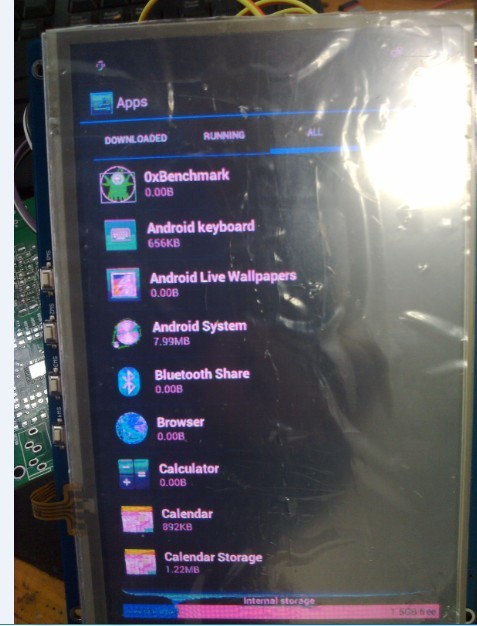 Apps
DOWNLOADED RUNNING ALL
0xBenchmark
0.00B
Android keyboard
656KB
Android Live Wallpapers
0.00B
Android System
7.99MB
Bluetooth Share
0.00B
Browser
0.00B
Calculator
0.00B
Calendar
892KB
Calendar Storage
1.22MB
Internal storage
1.5GB free